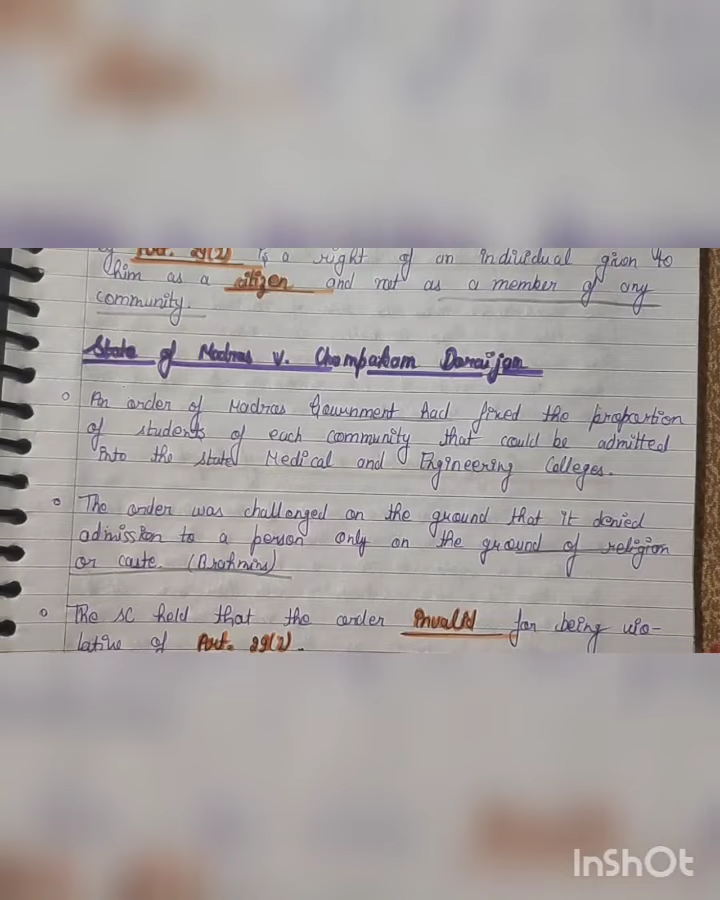 by Art. 29(2) is a right of an individual given to
him as a citizen and not as a member of any
community.
State of Madras v. Champakam Doraijan
An order of Madras Government had fixed the proportion
of students of each community that could be admitted
into the state Medical and Engineering Colleges.
The order was challenged on the ground that it denied
admission to a person only on the ground of religion
or caste. (Brahmins)
The SC held that the order Invalid for being vio-
lative of Art. 29(2).
InShOt